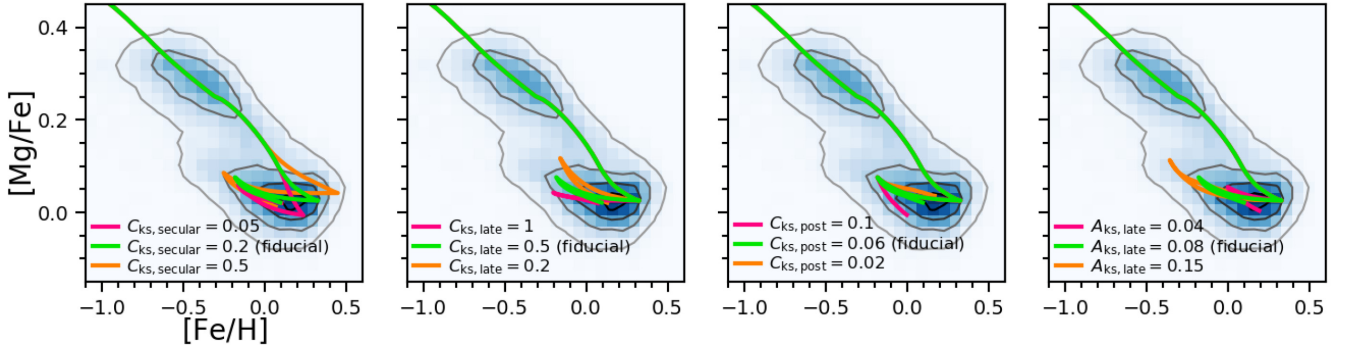 [Mg/Fe]
0.4
0.2
0.0
C_ks,secular = 0.05
C_ks,secular = 0.2 (fiducial)
C_ks,secular = 0.5
−1.0 −0.5 0.0 0.5
[Fe/H]
C_ks,late = 1
C_ks,late = 0.5 (fiducial)
C_ks,late = 0.2
−1.0 −0.5 0.0 0.5
C_ks,post = 0.1
C_ks,post = 0.06 (fiducial)
C_ks,post = 0.02
−1.0 −0.5 0.0 0.5
A_ks,late = 0.04
A_ks,late = 0.08 (fiducial)
A_ks,late = 0.15
−1.0 −0.5 0.0 0.5